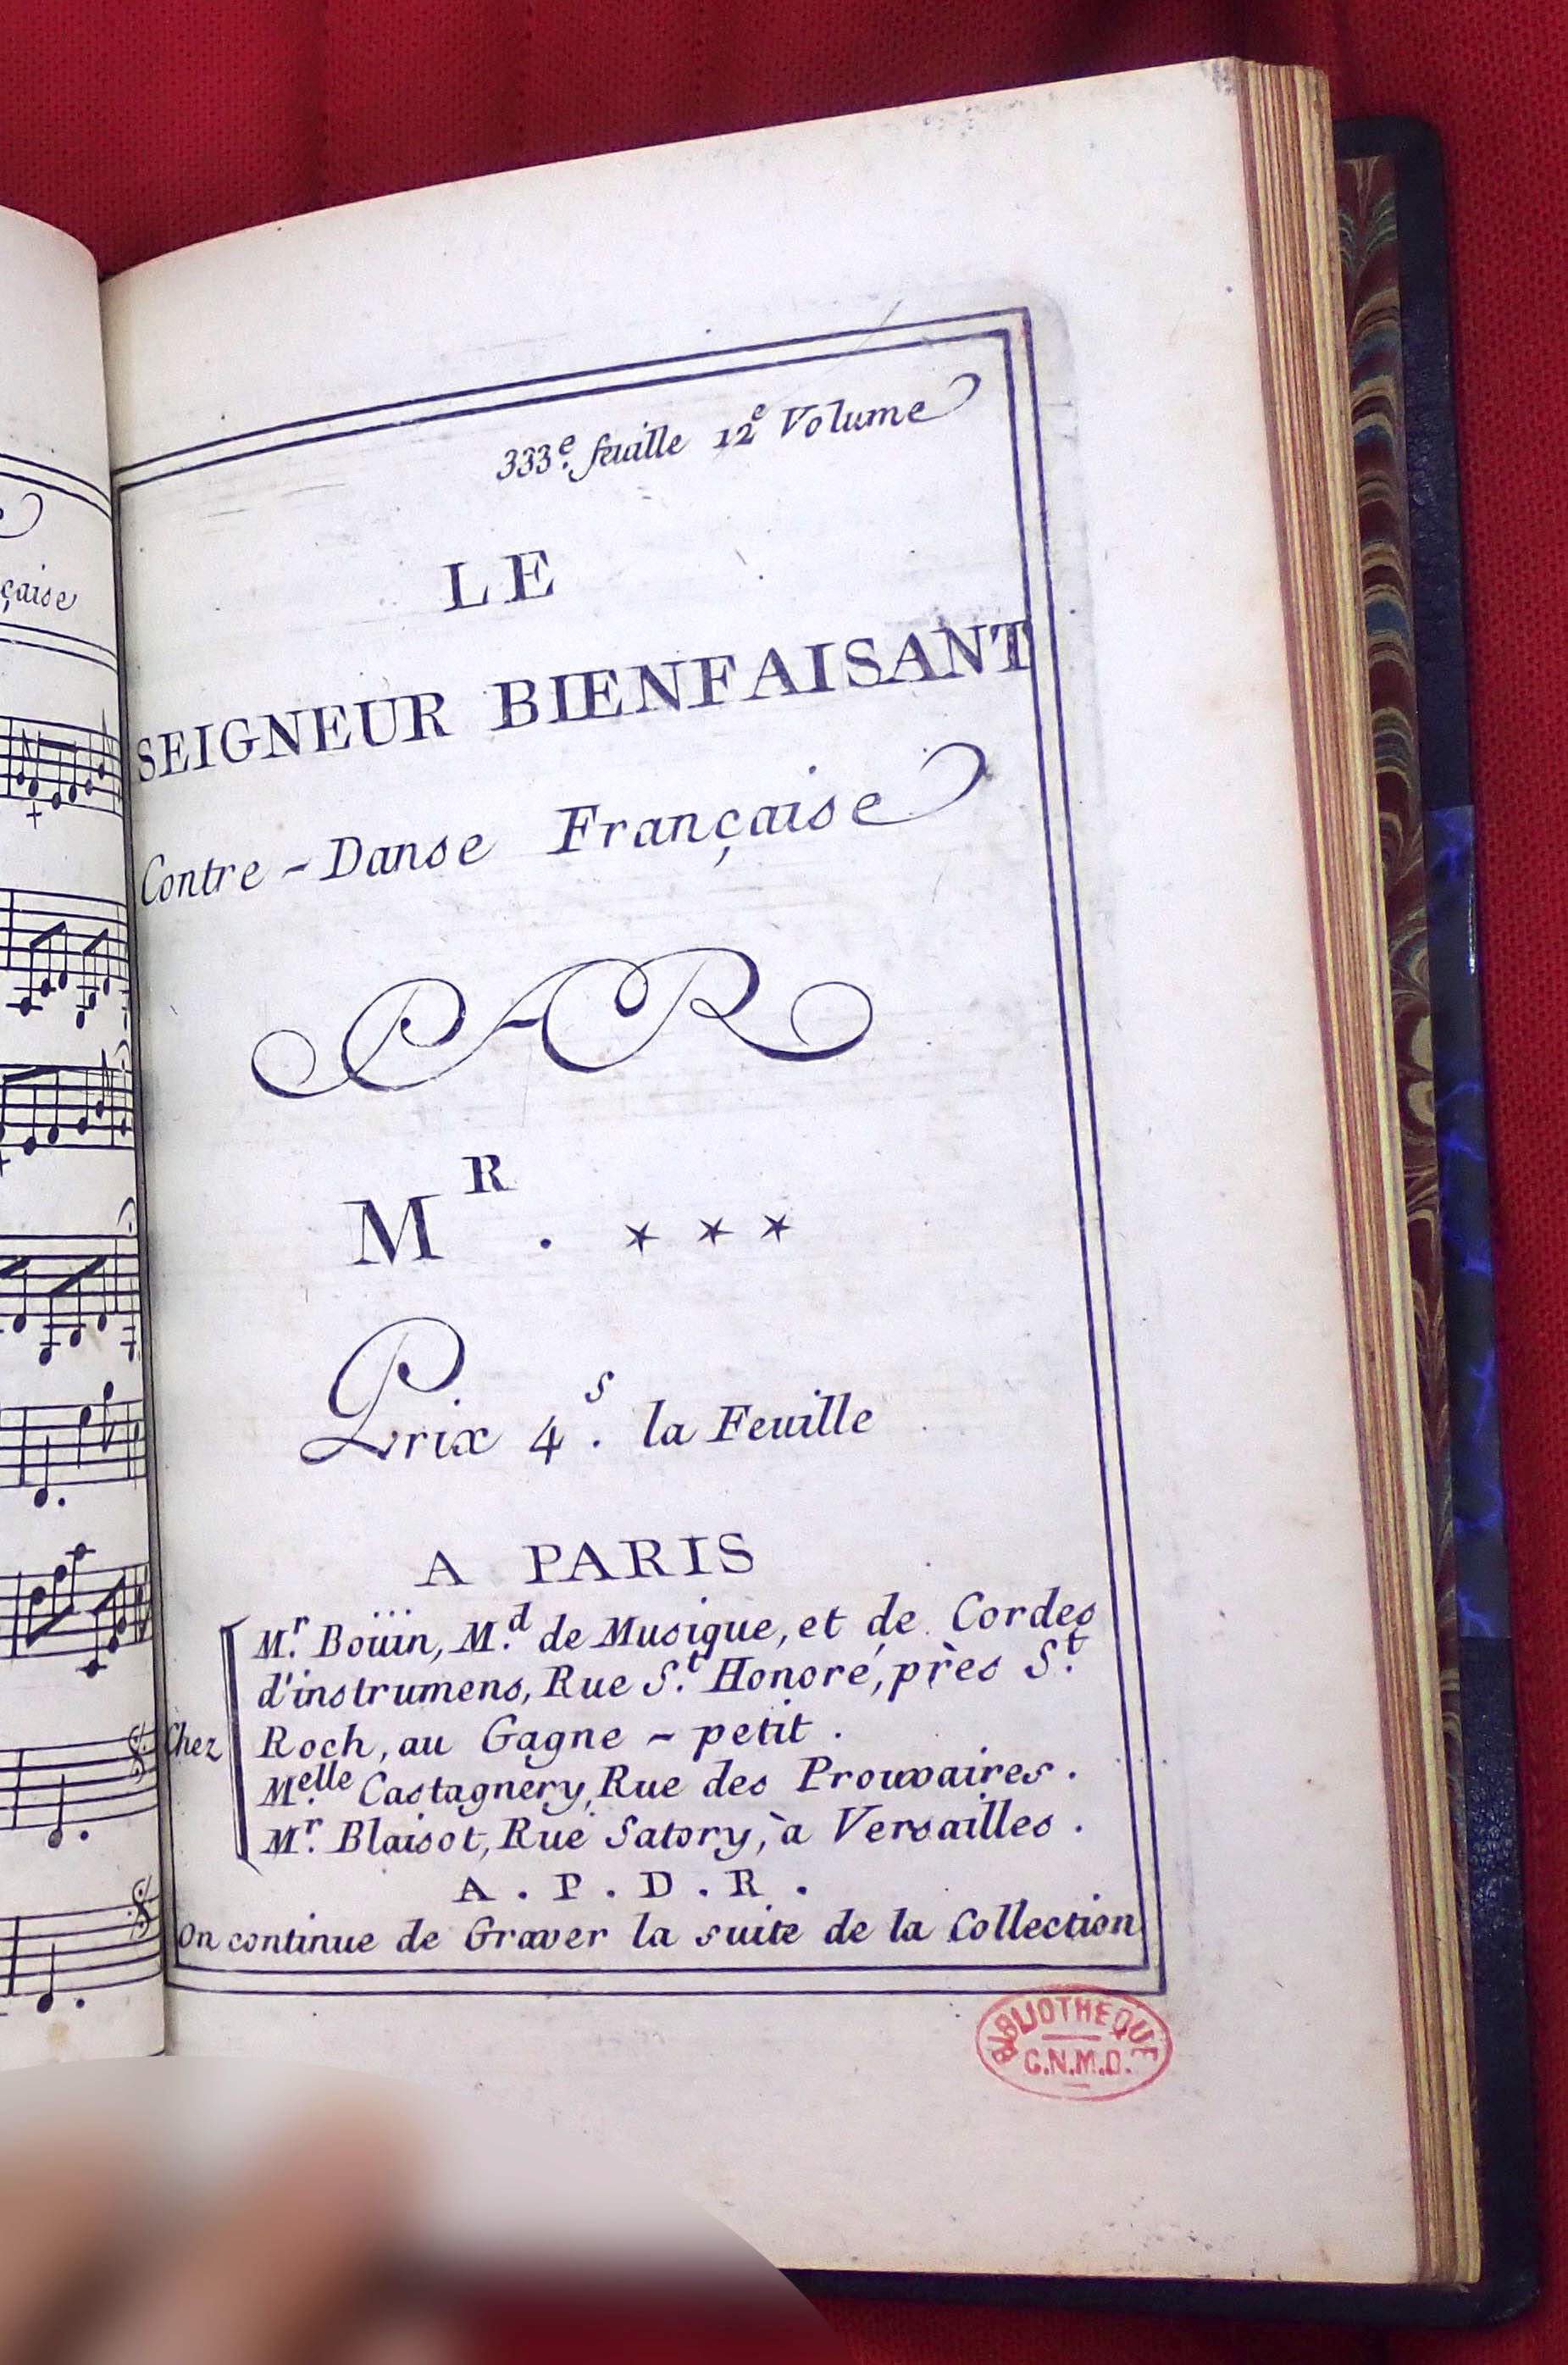 çaise
333e. feuille 12e Volume
LE
SEIGNEUR BIENFAISANT
Contre - Danse Française
PAR
MR. ***
Prix 4s. la Feuille
A PARIS
Chez
Mr. Boüin, Md. de Musique, et de Cordes
d'instrumens, Rue St. Honoré, près St.
Roch, au Gagne - petit.
Melle. Castagnery, Rue des Prouvaires.
Mr. Blaisot, Rue Satory, à Versailles.
A.P.D.R.
On continue de Graver la suite de la Collection
BIBLIOTHEQUE
C.N.M.D.